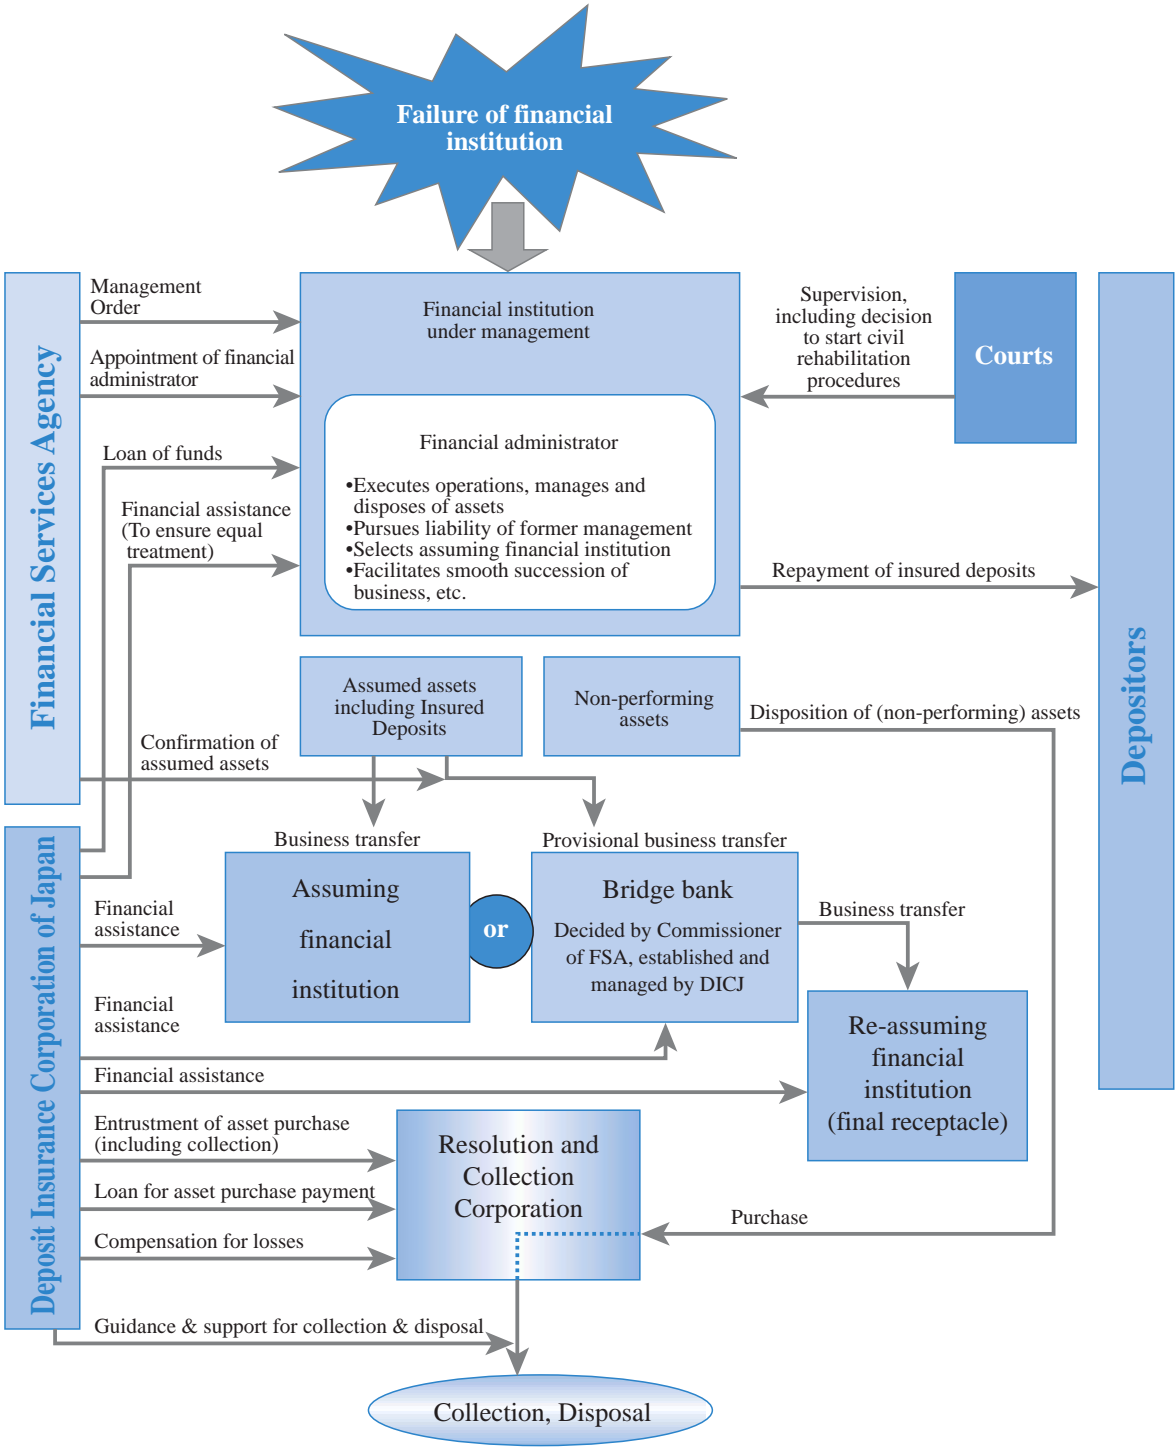 Failure of financial
institution
Financial Services Agency
Management
Order
Appointment of financial
administrator
Loan of funds
Financial assistance
(To ensure equal
treatment)
Financial institution
under management
Financial administrator
•Executes operations, manages and
disposes of assets
•Pursues liability of former management
•Selects assuming financial institution
•Facilitates smooth succession of
business, etc.
Supervision,
including decision
to start civil
rehabilitation
procedures
Courts
Depositors
Repayment of insured deposits
Assumed assets
including Insured
Deposits
Non-performing
assets
Disposition of (non-performing) assets
Confirmation of
assumed assets
Business transfer
Provisional business transfer
Deposit Insurance Corporation of Japan
Financial
assistance
Assuming
financial
institution
or
Bridge bank
Decided by Commissioner
of FSA, established and
managed by DICJ
Business transfer
Financial
assistance
Financial assistance
Re-assuming
financial
institution
(final receptacle)
Entrustment of asset purchase
(including collection)
Loan for asset purchase payment
Compensation for losses
Resolution and
Collection
Corporation
Purchase
Guidance & support for collection & disposal
Collection, Disposal